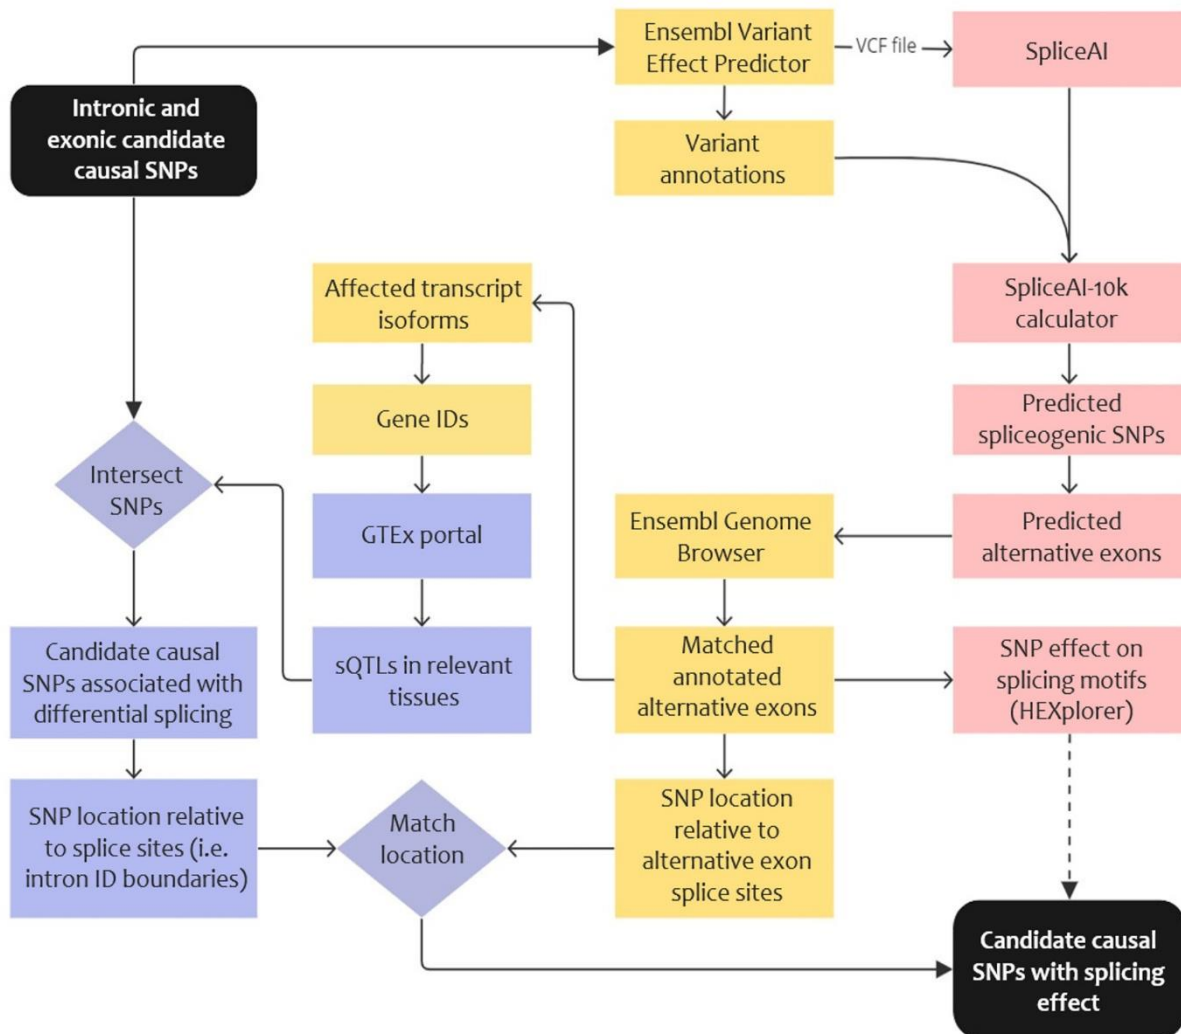 Ensembl Variant
Effect Predictor
VCF file
SpliceAI
Intronic and
exonic candidate
causal SNPs
Variant
annotations
Affected transcript
isoforms
SpliceAI-10k
calculator
Gene IDs
Predicted
spliceogenic SNPs
Intersect
SNPs
GTEx portal
Ensembl Genome
Browser
Predicted
alternative exons
Candidate causal
SNPs associated with
differential splicing
sQTLs in relevant
tissues
Matched
annotated
alternative exons
SNP effect on
splicing motifs
(HEXplorer)
SNP location relative
to splice sites (i.e.
intron ID boundaries)
Match
location
SNP location
relative to
alternative exon
splice sites
Candidate causal
SNPs with splicing
effect